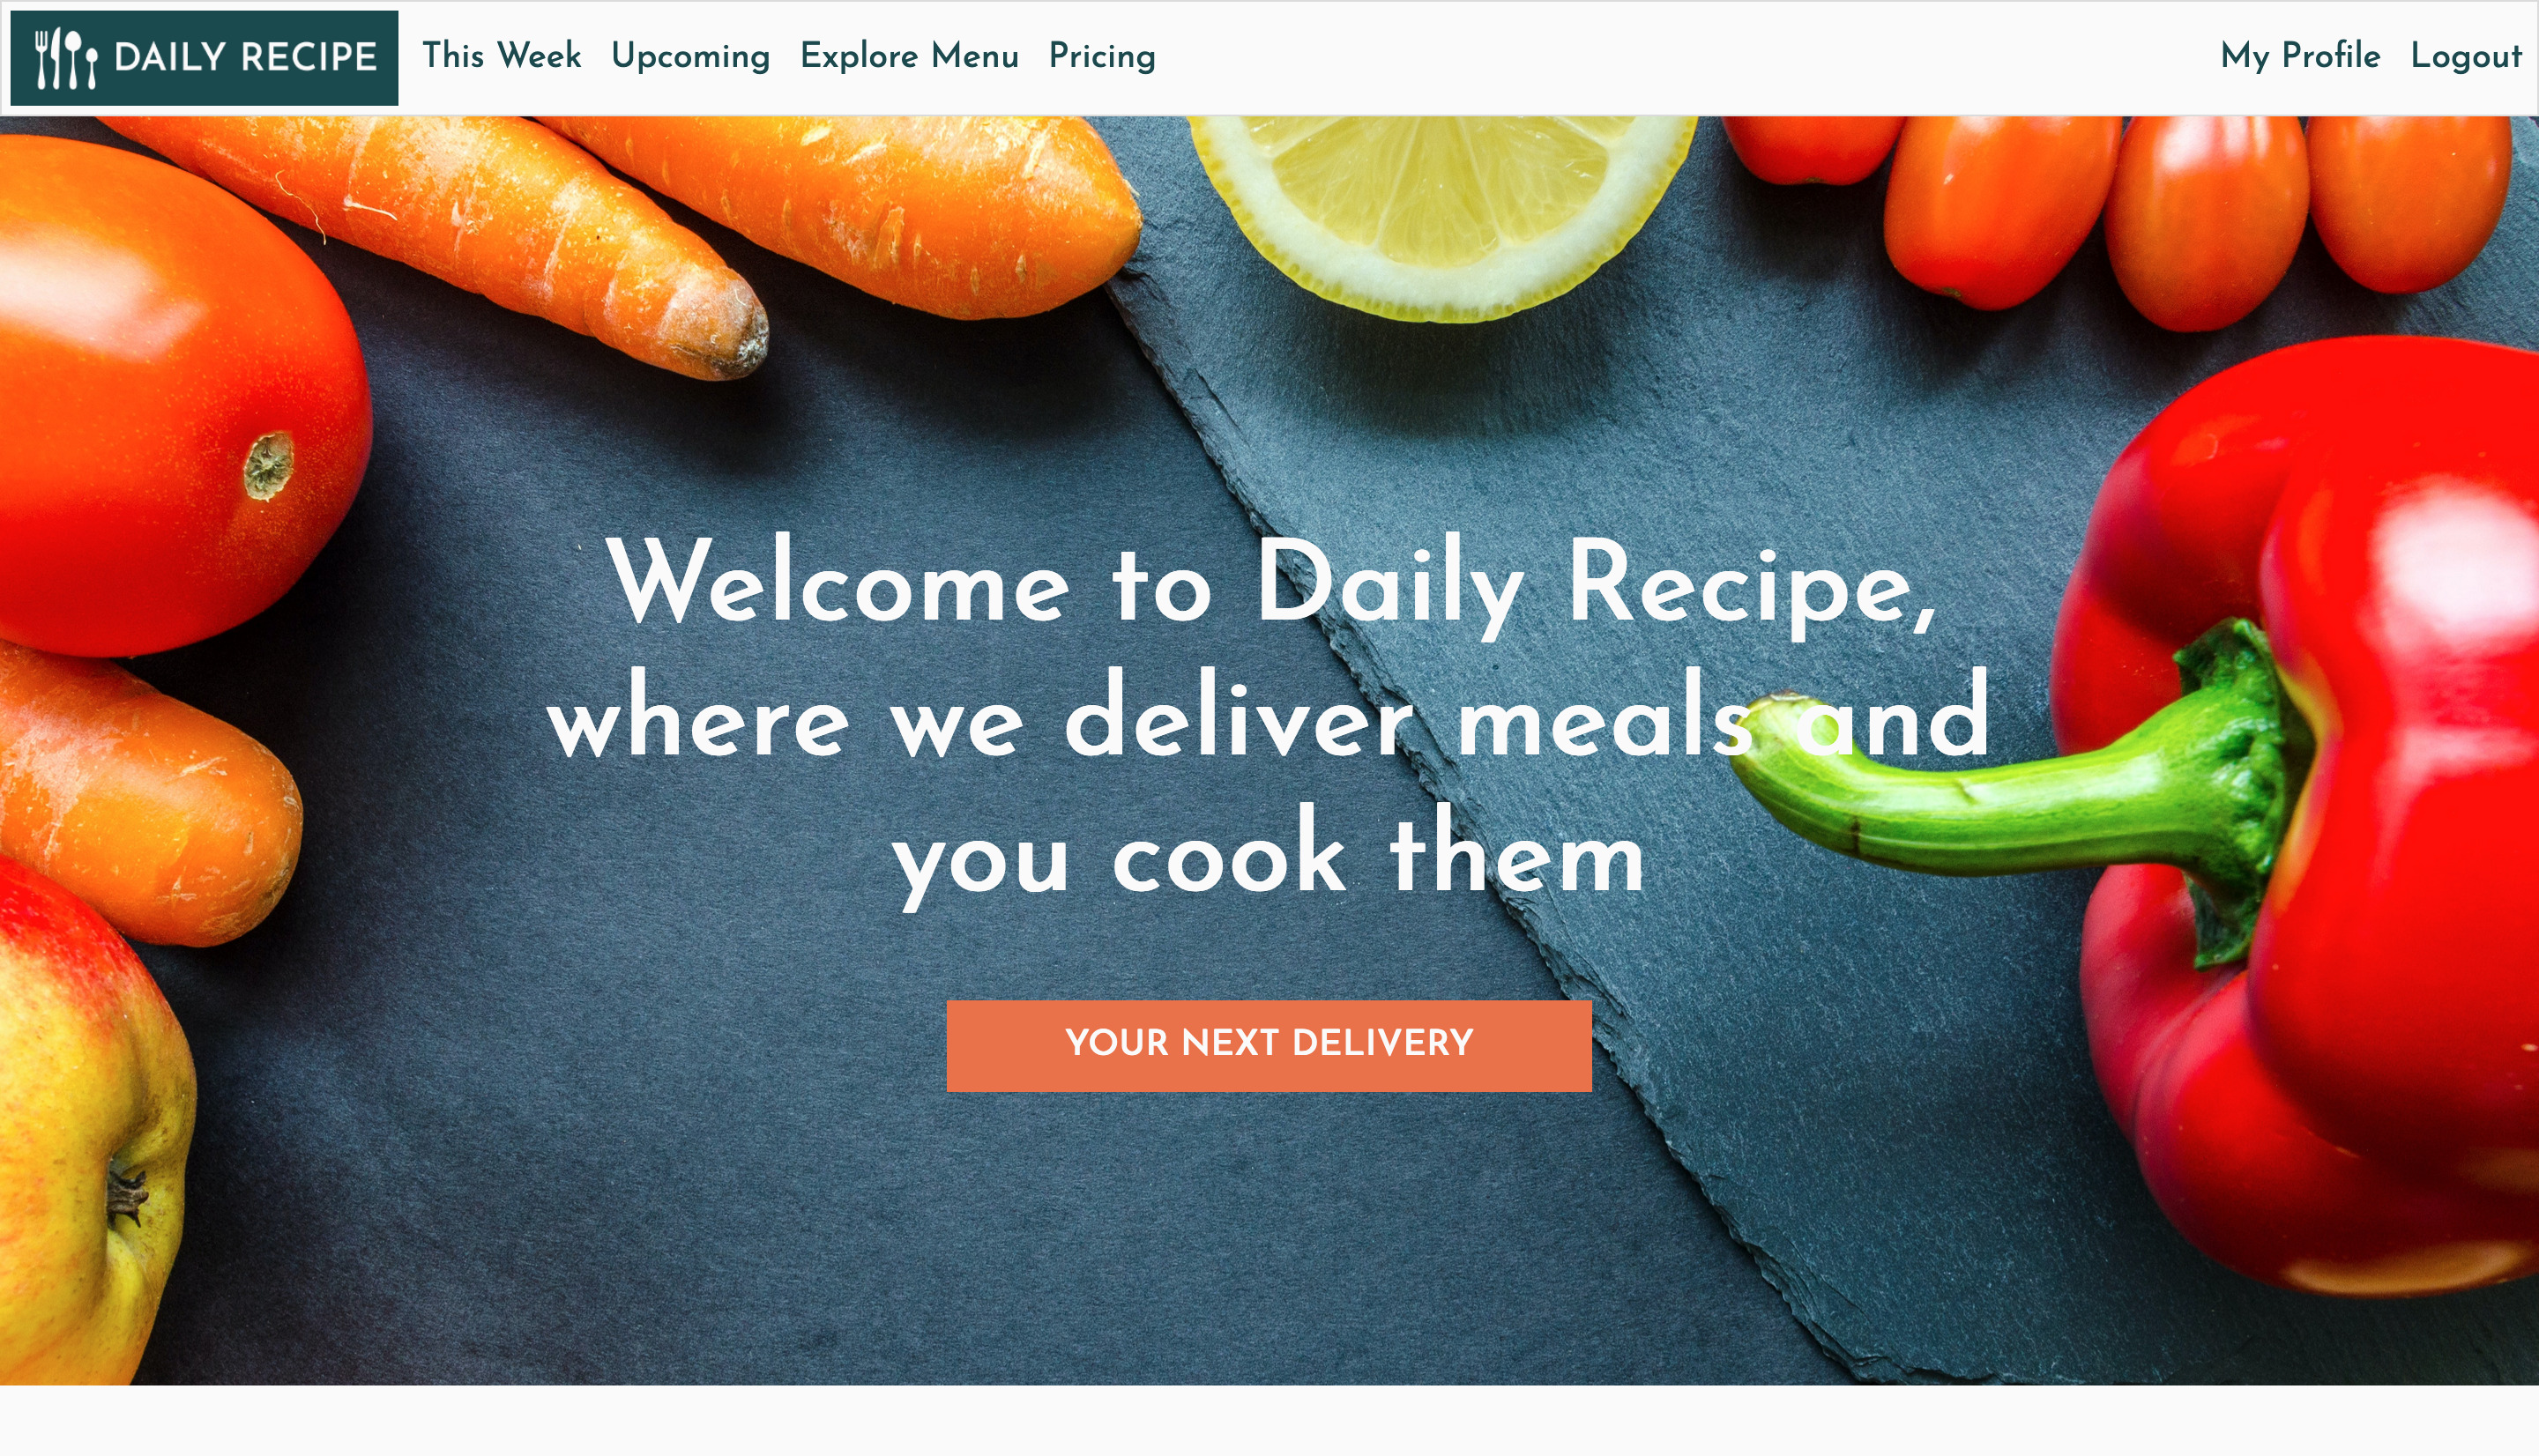 DAILY RECIPE This Week Upcoming Explore Menu Pricing My Profile Logout
Welcome to Daily Recipe,
where we deliver meals and
you cook them
YOUR NEXT DELIVERY